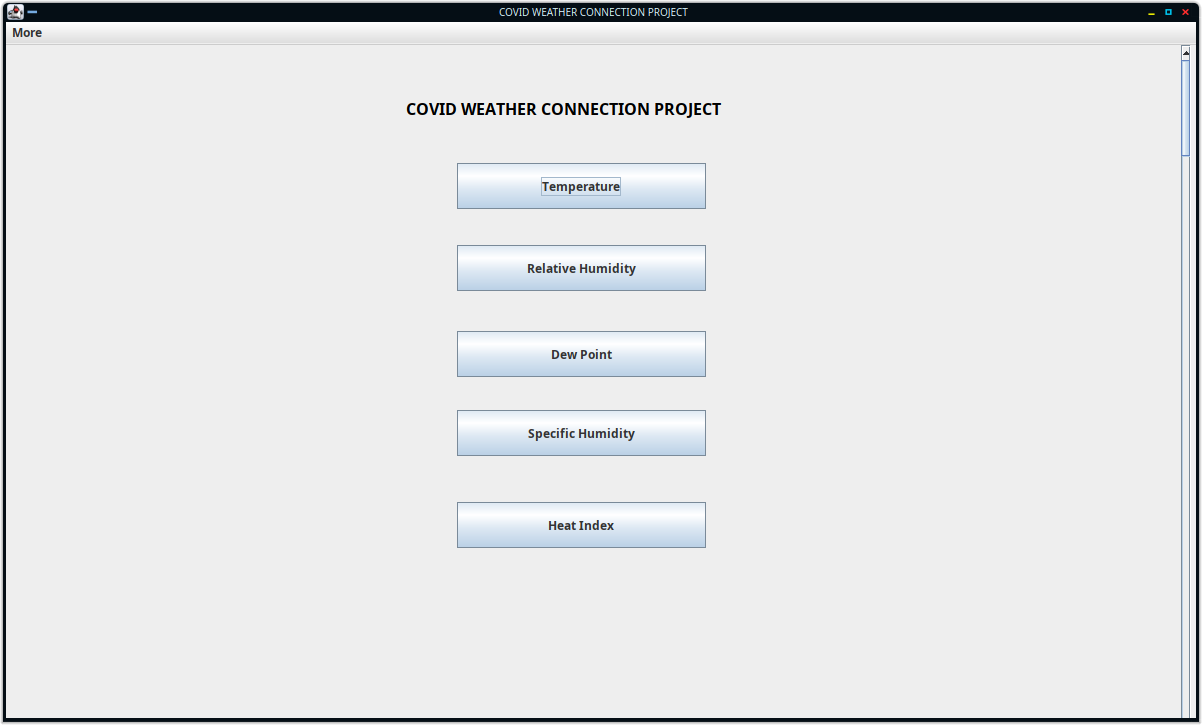 COVID WEATHER CONNECTION PROJECT
More
COVID WEATHER CONNECTION PROJECT
Temperature
Relative Humidity
Dew Point
Specific Humidity
Heat Index